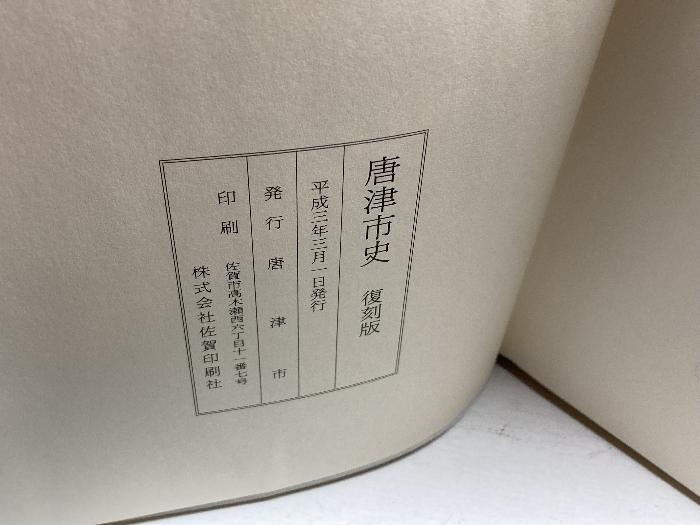 唐津市史 復刻版
平成三年三月一日発行
発行 唐津市
印刷 佐賀市高木瀬西六丁目十一番七号
株式会社佐賀印刷社